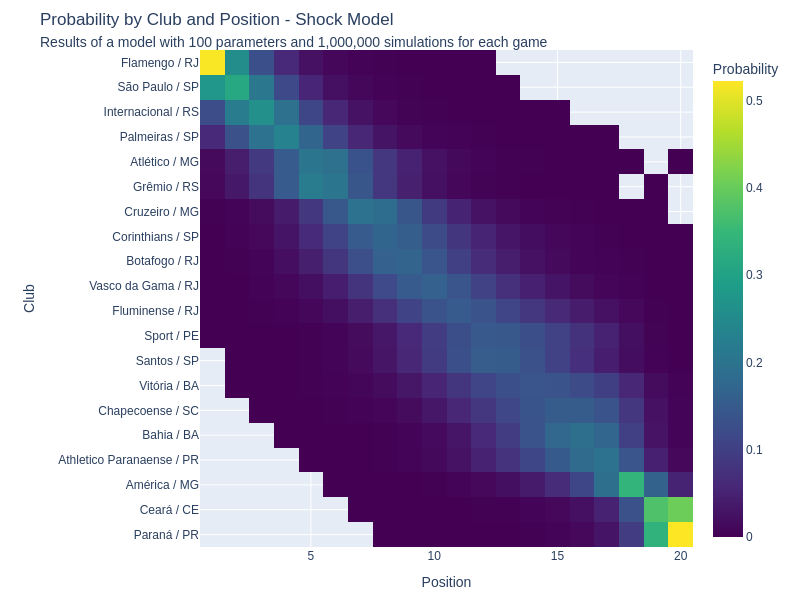 Probability by Club and Position - Shock Model
Results of a model with 100 parameters and 1,000,000 simulations for each game
Probability
Flamengo / RJ
São Paulo / SP
Internacional / RS
Palmeiras / SP
Atlético / MG
Grêmio / RS
Cruzeiro / MG
Corinthians / SP
Botafogo / RJ
Vasco da Gama / RJ
Fluminense / RJ
Sport / PE
Santos / SP
Vitória / BA
Chapecoense / SC
Bahia / BA
Athletico Paranaense / PR
América / MG
Ceará / CE
Paraná / PR
Club
0.5
0.4
0.3
0.2
0.1
0
5 10 15 20
Position